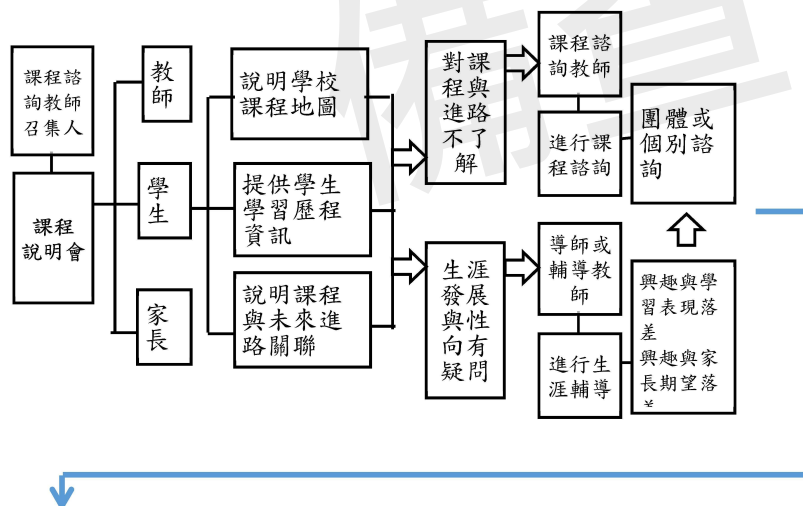 備查
課程諮
詢教師
召集人
課程
說明會
教
師
學
生
家
長
說明學校
課程地圖
提供學生
學習歷程
資訊
說明課程
與未來進
路關聯
對課
程與
進路
不了
解
生涯
發展
與性
向有
疑問
課程諮
詢教師
進行課
程諮詢
導師或
輔導教
師
進行生
涯輔導
團體或
個別諮
詢
興趣與學
習表現落
差
興趣與家
長期望落